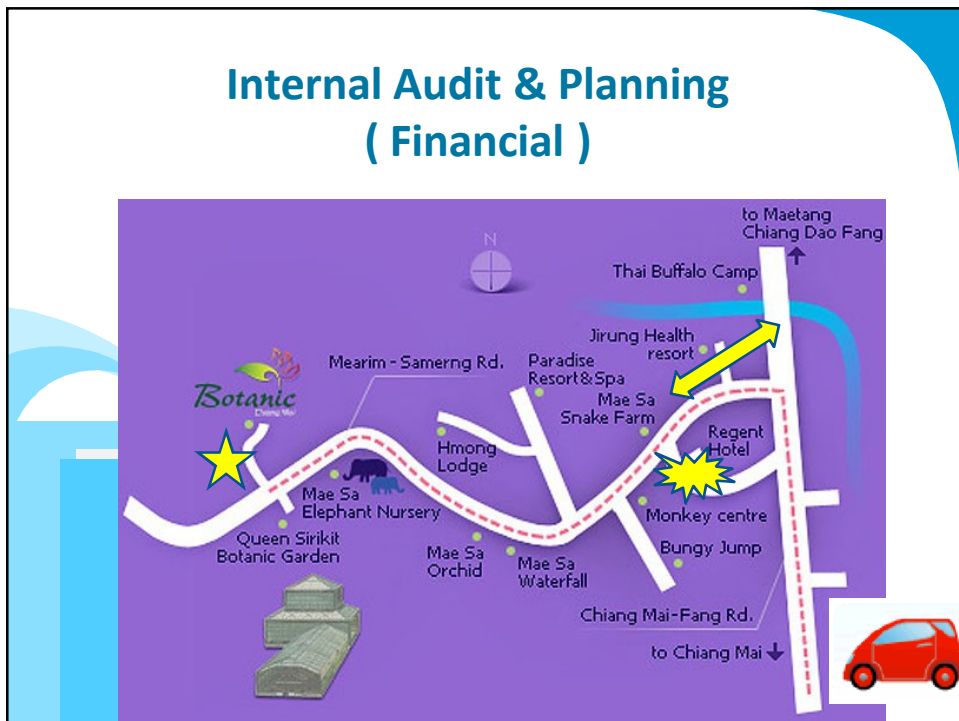 Internal Audit & Planning
( Financial )
to Maetang
Chiang Dao Fang
N
Thai Buffalo Camp
Jirung Health
resort
Mearim - Samerng Rd.
Paradise
Resort&Spa
Mae Sa
Snake Farm
Botanic
Chiang Mai
Regent
Hotel
Hmong
Lodge
Mae Sa
Elephant Nursery
Monkey centre
Queen Sirikit
Botanic Garden
Mae Sa
Orchid
Mae Sa
Waterfall
Bungy Jump
Chiang Mai-Fang Rd.
to Chiang Mai